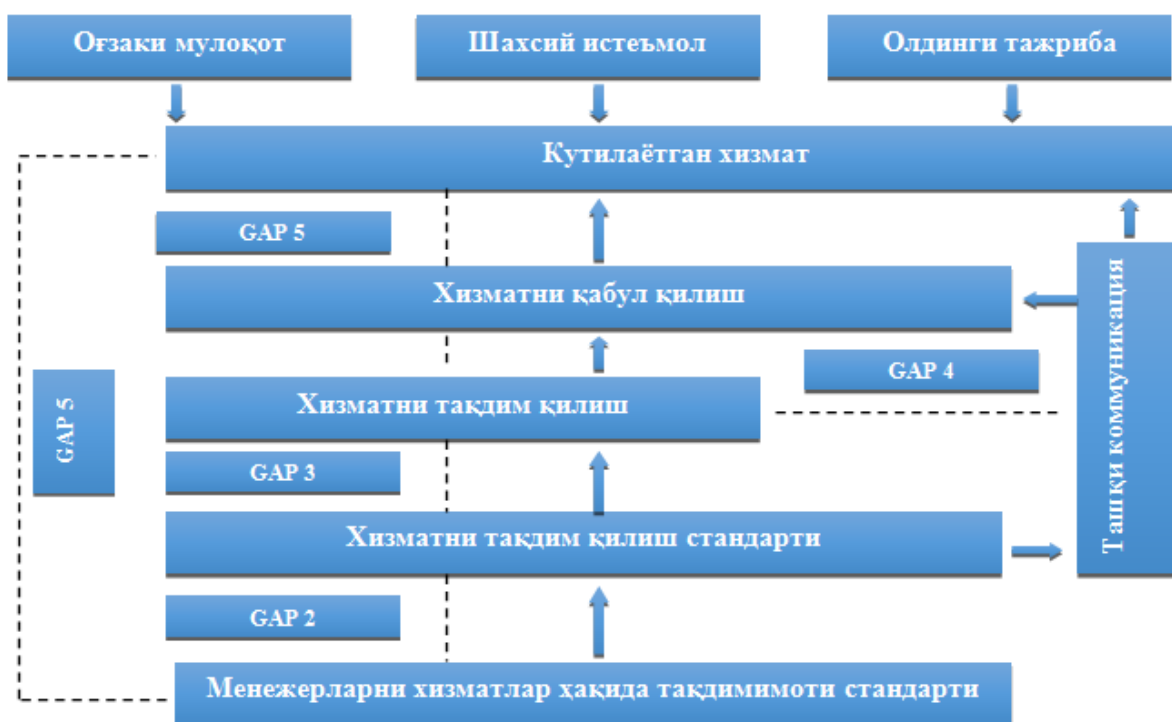 Оғзаки мулоқот
Шахсий истеъмол
Олдинги тажриба
Кутилаётган хизмат
GAP 5
Хизматни қабул қилиш
GAP 4
GAP 5
Хизматни тақдим қилиш
Ташқи коммуникация
GAP 3
Хизматни тақдим қилиш стандарти
GAP 2
Менежерларни хизматлар ҳақида тақдимимоти стандарти